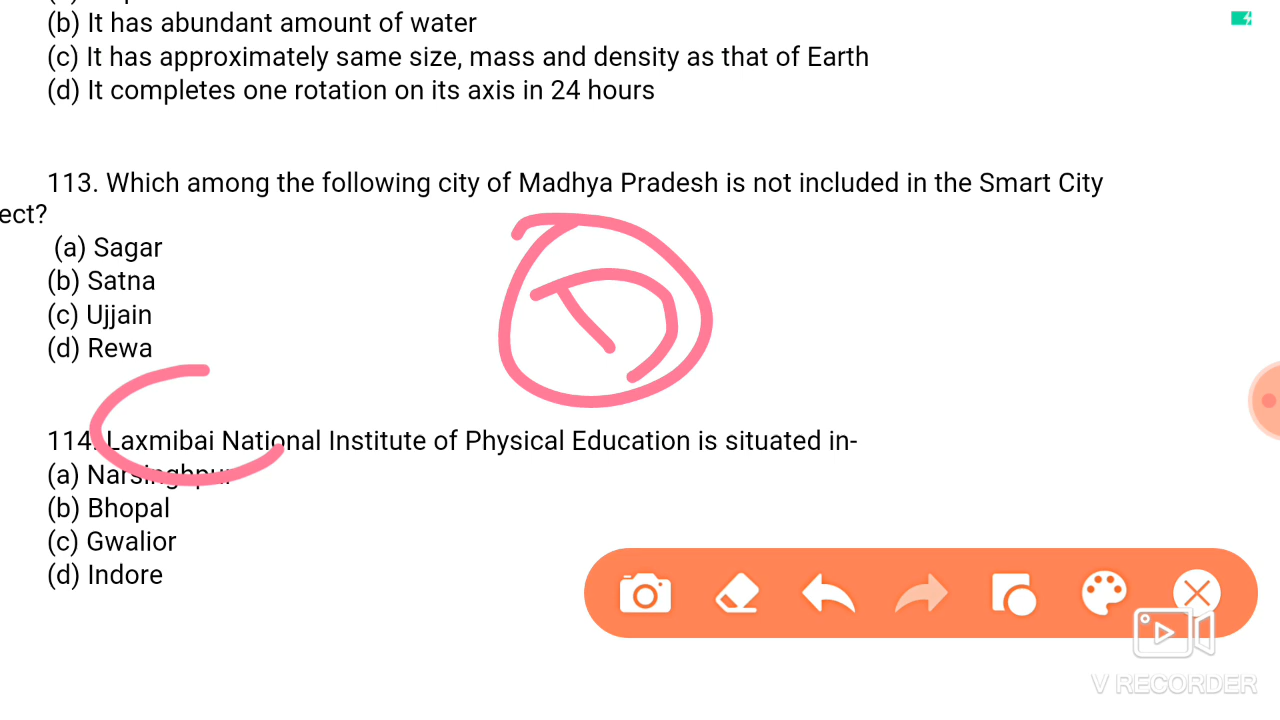 (b) It has abundant amount of water
(c) It has approximately same size, mass and density as that of Earth
(d) It completes one rotation on its axis in 24 hours
113. Which among the following city of Madhya Pradesh is not included in the Smart City
ect?
(a) Sagar
(b) Satna
(c) Ujjain
(d) Rewa
D
114. Laxmibai National Institute of Physical Education is situated in-
(a) Narsinghpur
(b) Bhopal
(c) Gwalior
(d) Indore
V RECORDER